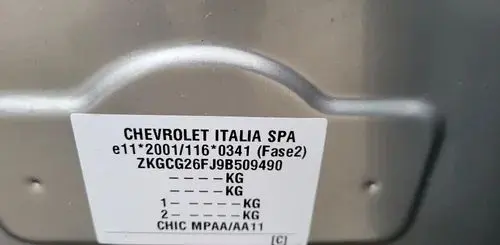 CHEVROLET ITALIA SPA
e11*2001/116*0341 (Fase2)
ZKGCG26FJ9B509490
- - - - -KG
- - - - -KG
1 - - - - -KG
2 - - - - -KG
CHIC MPAA/AA11
[C]